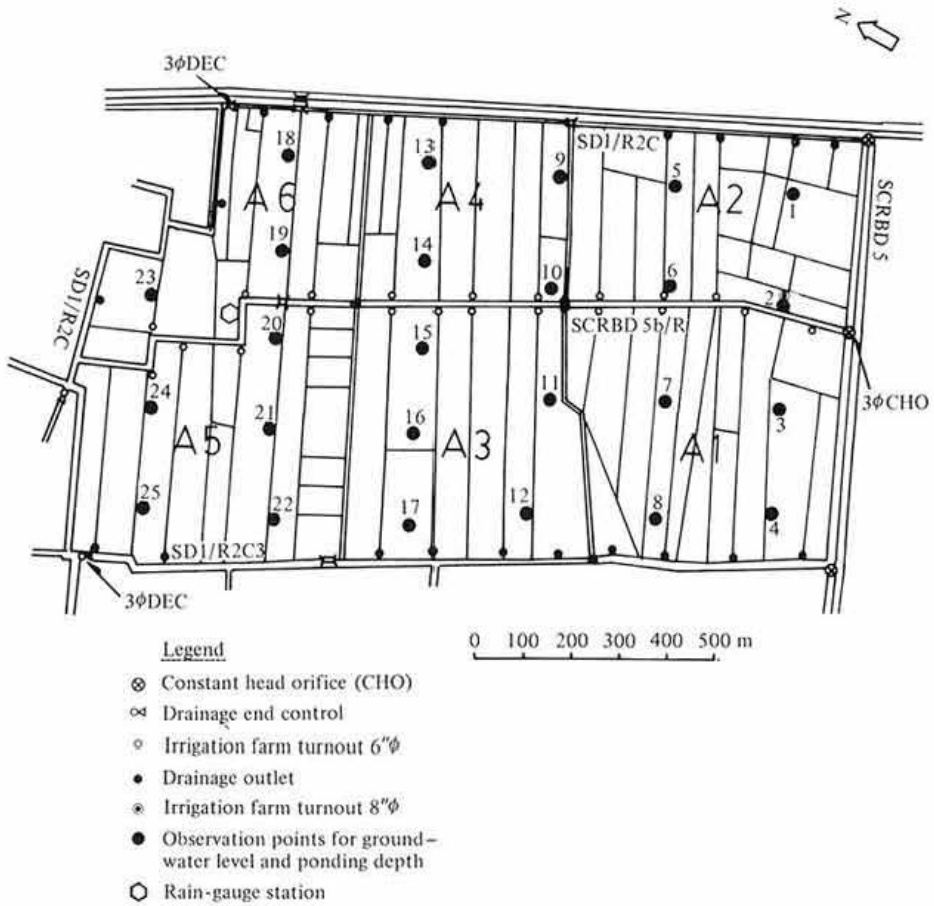 N
3ϕDEC
18
13
9
SD1/R2C
5
A6
A4
A2
1
SCRBD 5
19
14
10
6
2
23
SD1/R2C
20
SCRBD 5b/R
15
11
7
3ϕCHO
24
21
16
3
A5
A3
A1
25
22
17
12
8
4
SD1/R2C3
3ϕDEC
0 100 200 300 400 500 m
Legend
Constant head orifice (CHO)
Drainage end control
Irrigation farm turnout 6"ϕ
Drainage outlet
Irrigation farm turnout 8"ϕ
Observation points for ground-
water level and ponding depth
Rain-gauge station